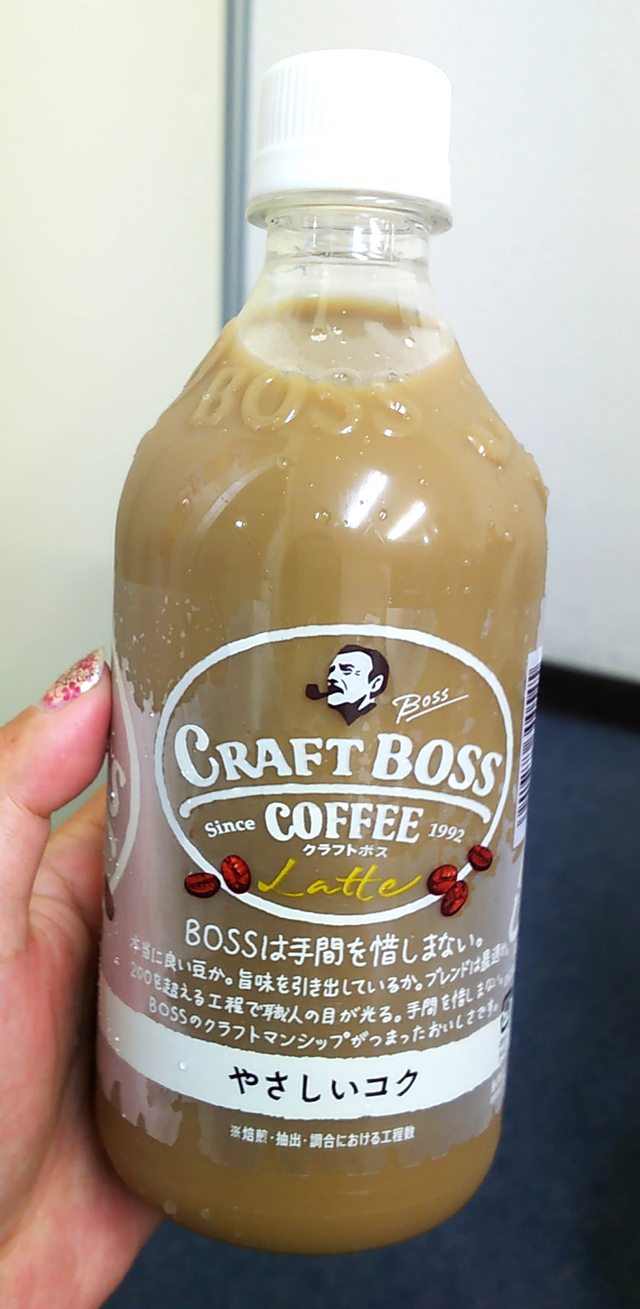 BOSS
Boss
CRAFT BOSS
Since COFFEE 1992
クラフトボス
Latte
BOSSは手間を惜しまない。
本当に良い豆か。旨味を引き出しているか。ブレンドは最適か。
200を超える工程で職人の目が光る。手間を惜しまない
BOSSのクラフトマンシップがつまったおいしさです。
やさしいコク
※焙煎・抽出・調合における工程数